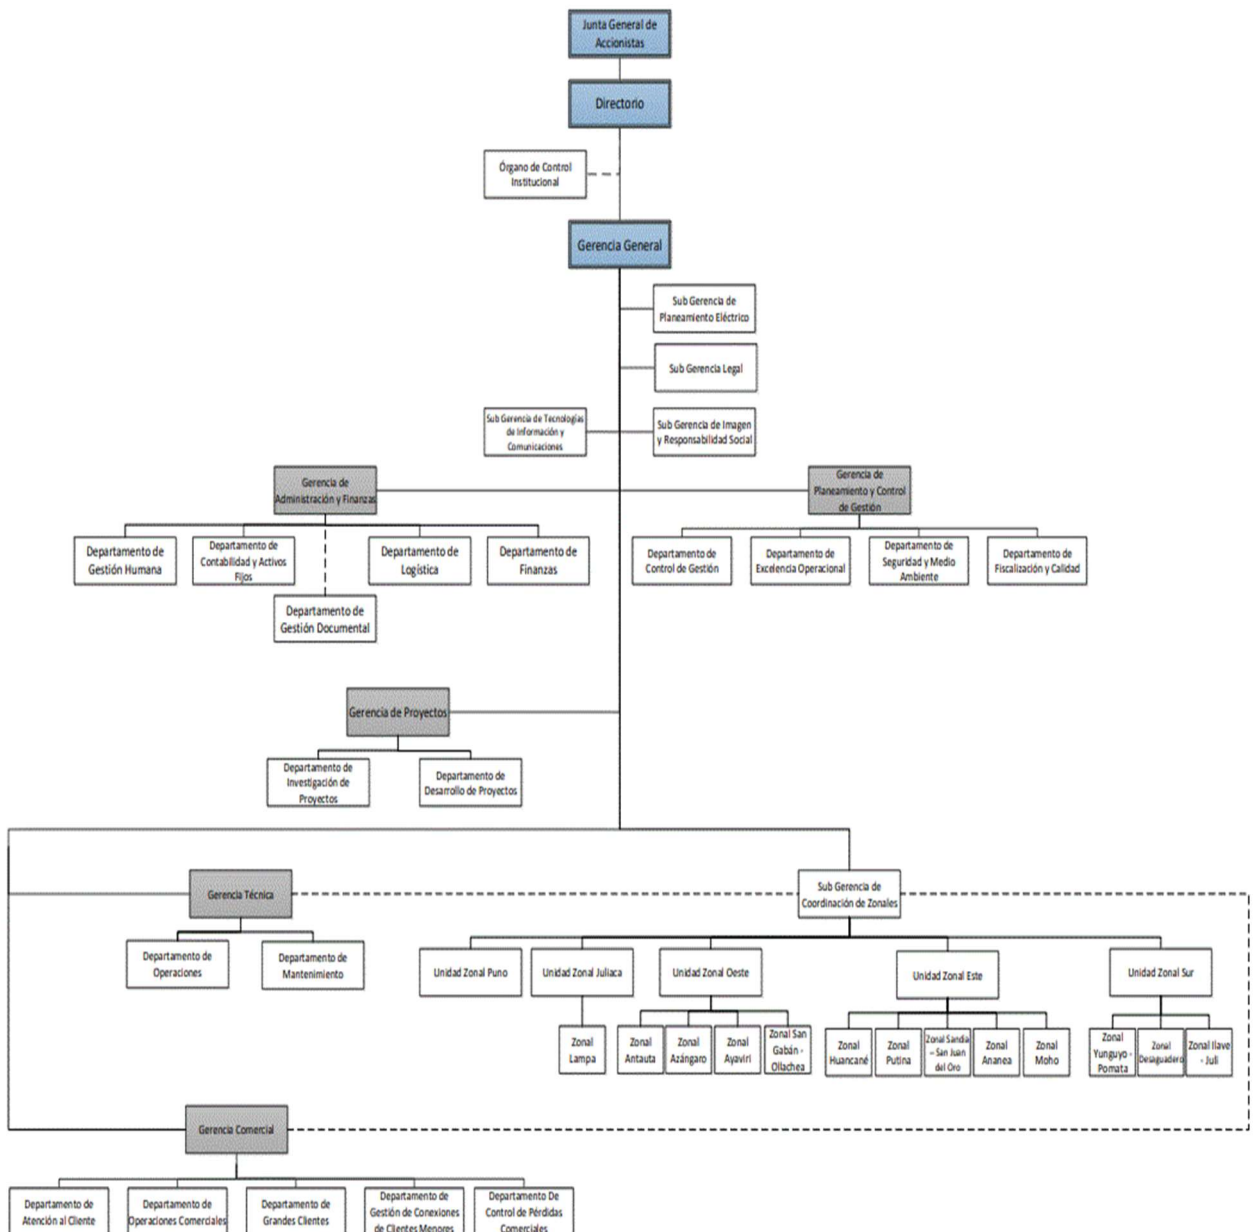 Junta General de
Accionistas
Directorio
Órgano de Control
Institucional
Gerencia General
Sub Gerencia de
Planeamiento Eléctrico
Sub Gerencia Legal
Sub Gerencia de Tecnologías
de Información y
Comunicaciones
Sub Gerencia de Imagen
y Responsabilidad Social
Gerencia de
Administración y Finanzas
Gerencia de
Planeamiento y Control
de Gestión
Departamento de
Gestión Humana
Departamento de
Contabilidad y Activos
Fijos
Departamento de
Logística
Departamento de
Finanzas
Departamento de
Control de Gestión
Departamento de
Excelencia Operacional
Departamento de
Seguridad y Medio
Ambiente
Departamento de
Fiscalización y Calidad
Departamento de
Gestión Documental
Gerencia de Proyectos
Departamento de
Investigación de
Proyectos
Departamento de
Desarrollo de Proyectos
Gerencia Técnica
Sub Gerencia de
Coordinación de Zonales
Departamento de
Operaciones
Departamento de
Mantenimiento
Unidad Zonal Puno
Unidad Zonal Juliaca
Unidad Zonal Oeste
Unidad Zonal Este
Unidad Zonal Sur
Zonal
Lampa
Zonal
Antauta
Zonal
Azángaro
Zonal
Ayaviri
Zonal San
Gabán -
Ollachea
Zonal
Huancané
Zonal
Putina
Zonal Sandia
– San Juan
del Oro
Zonal
Ananea
Zonal
Moho
Zonal
Yunguyo -
Pomata
Zonal
Desaguadero
Zonal Ilave
- Juli
Gerencia Comercial
Departamento de
Atención al Cliente
Departamento de
Operaciones Comerciales
Departamento de
Grandes Clientes
Departamento de
Gestión de Conexiones
de Clientes Menores
Departamento De
Control de Pérdidas
Comerciales